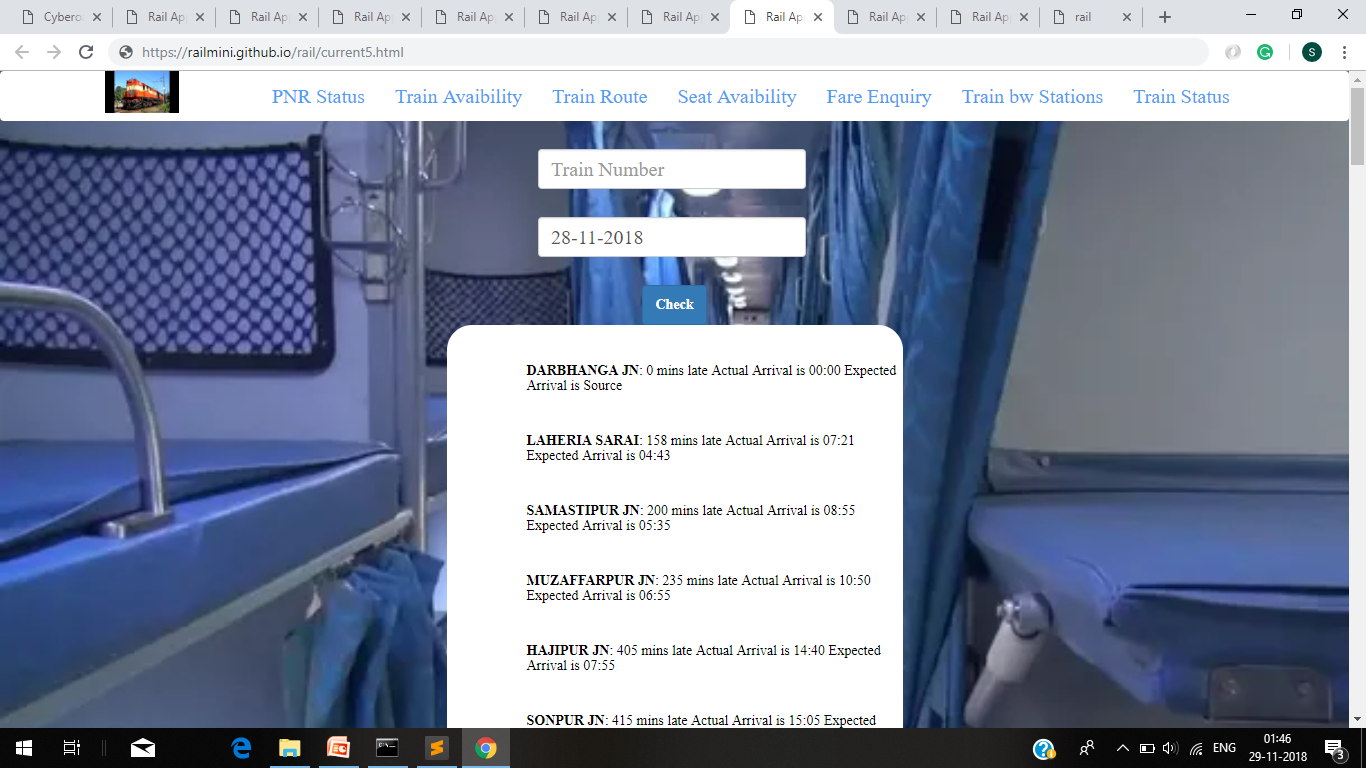 Cybero
Rail Ap
Rail Ap
Rail Ap
Rail Ap
Rail Ap
Rail Ap
Rail Ap
Rail Ap
Rail Ap
rail
https://railmini.github.io/rail/current5.html
S
PNR Status Train Avaibility Train Route Seat Avaibility Fare Enquiry Train bw Stations Train Status
Train Number
28-11-2018
Check
DARBHANGA JN: 0 mins late Actual Arrival is 00:00 Expected
Arrival is Source
LAHERIA SARAI: 158 mins late Actual Arrival is 07:21
Expected Arrival is 04:43
SAMASTIPUR JN: 200 mins late Actual Arrival is 08:55
Expected Arrival is 05:35
MUZAFFARPUR JN: 235 mins late Actual Arrival is 10:50
Expected Arrival is 06:55
HAJIPUR JN: 405 mins late Actual Arrival is 14:40 Expected
Arrival is 07:55
SONPUR JN: 415 mins late Actual Arrival is 15:05 Expected
ENG
01:46
29-11-2018
3